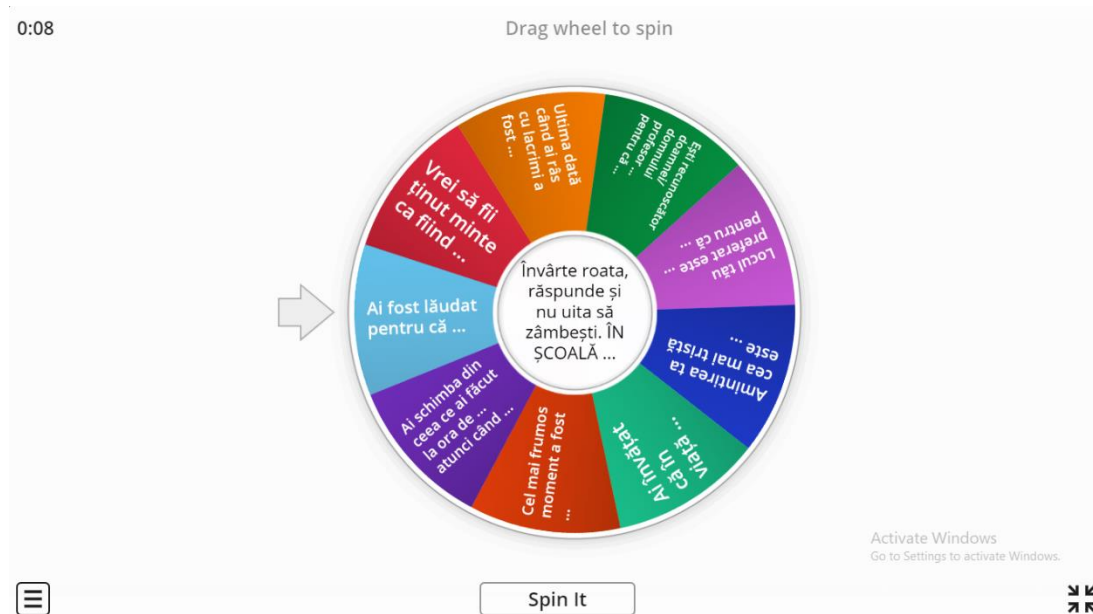 0:08
Drag wheel to spin
Ultima dată
când ai râs
cu lacrimi a
fost ...
Ești recunoscător
doamnei/
domnului
profesor ...
pentru că ...
Locul tău
preferat este ...
pentru că ...
Amintirea ta
cea mai tristă
este ...
Ai învățat
că în
viață
...
Cel mai frumos
moment a fost
...
Ai schimba din
ceea ce ai făcut
la ora de ...
atunci când ...
Ai fost lăudat
pentru că ...
Vrei să fii
ținut minte
ca fiind ...
Învârte roata,
răspunde și
nu uita să
zâmbești. ÎN
ȘCOALĂ ...
Activate Windows
Go to Settings to activate Windows.
Spin It